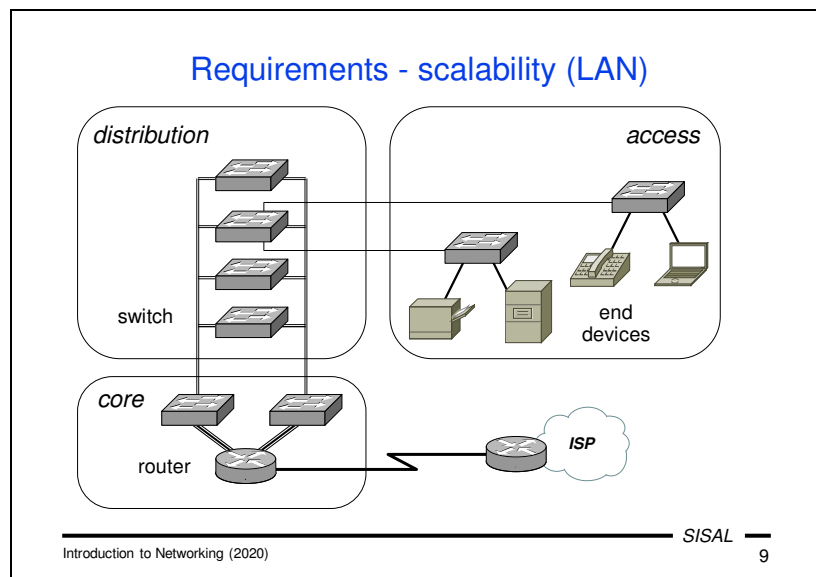 Requirements - scalability (LAN)
distribution
access
switch
end
devices
core
router
ISP
SISAL
Introduction to Networking (2020)
9